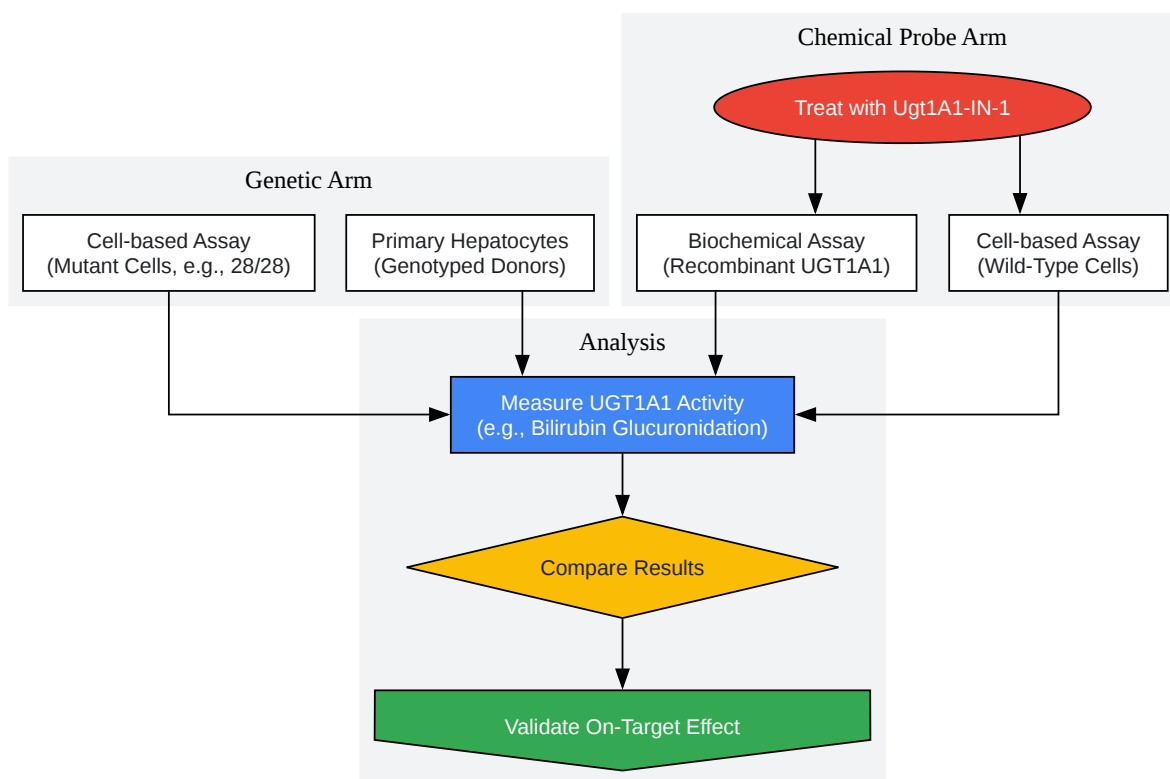 Chemical Probe Arm
Treat with Ugt1A1-IN-1
Genetic Arm
Cell-based Assay
(Mutant Cells, e.g., 28/28)
Primary Hepatocytes
(Genotyped Donors)
Biochemical Assay
(Recombinant UGT1A1)
Cell-based Assay
(Wild-Type Cells)
Analysis
Measure UGT1A1 Activity
(e.g., Bilirubin Glucuronidation)
Compare Results
Validate On-Target Effect